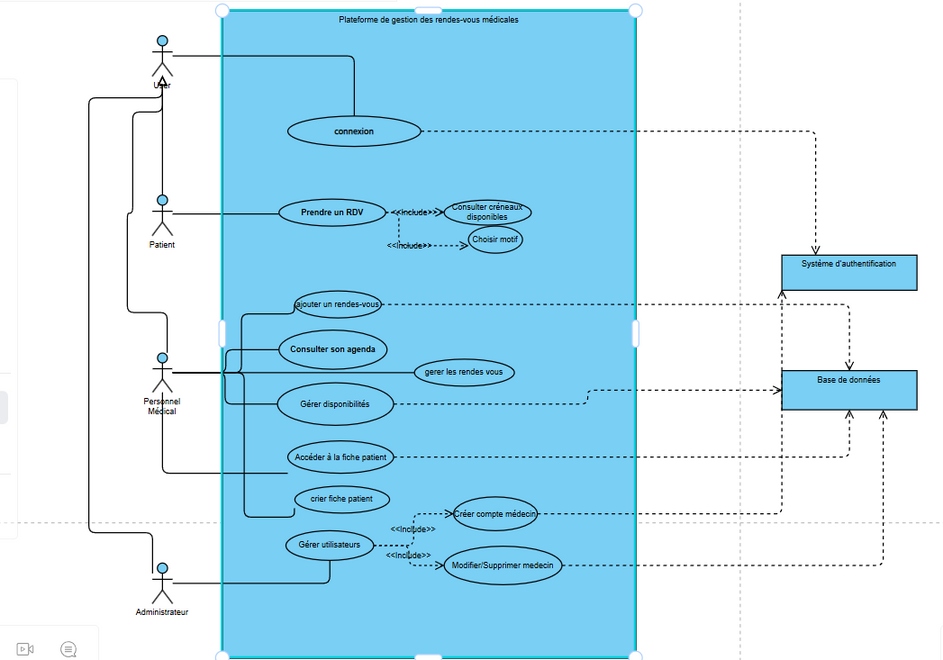 Plateforme de gestion des rendes-vous médicales
User
connexion
Prendre un RDV
<<Include>>
Consulter créneaux
disponibles
<<Include>>
Choisir motif
Patient
Système d'authentification
ajouter un rendes-vous
Consulter son agenda
gerer les rendes vous
Base de données
Personnel
Médical
Gérer disponibilités
Accéder à la fiche patient
crier fiche patient
Créer compte médecin
<<Include>>
Gérer utilisateurs
<<Include>>
Modifier/Supprimer medecin
Administrateur